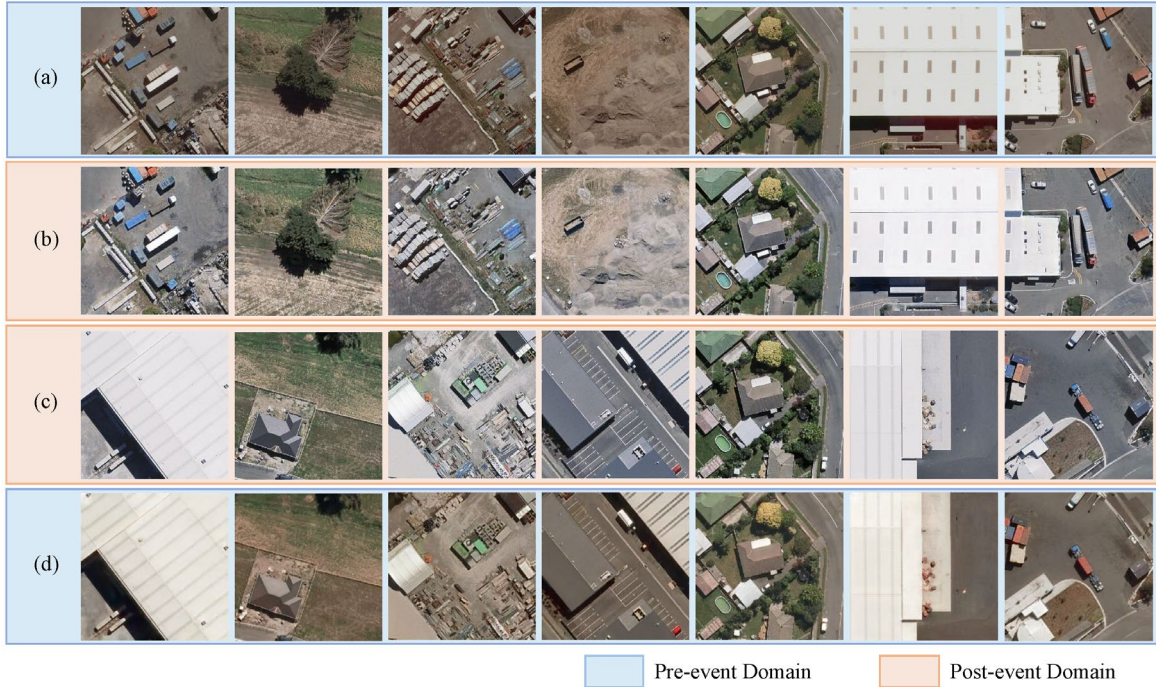 (a)
(b)
(c)
(d)
Pre-event Domain
Post-event Domain